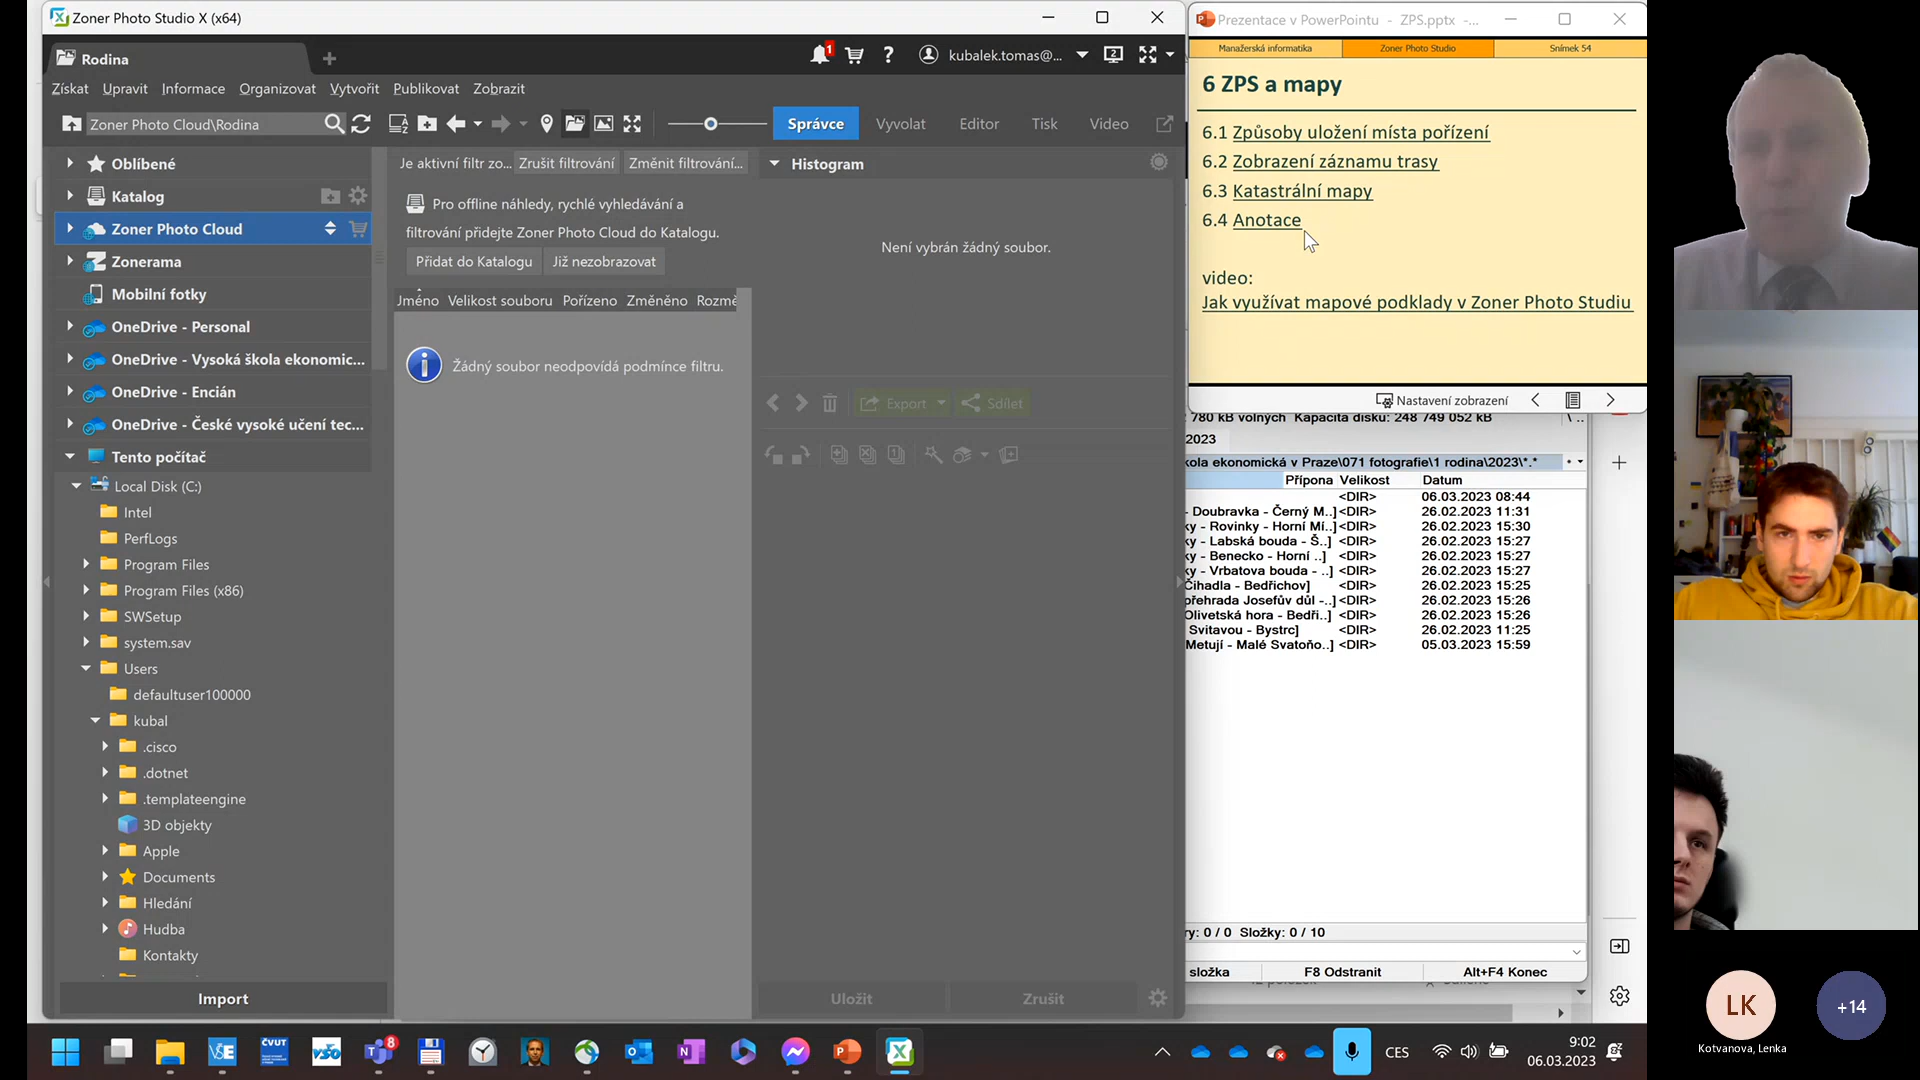 Zoner Photo Studio X (x64)
Rodina
1
kubalek.tomas@...
2
Získat Upravit Informace Organizovat Vytvořit Publikovat Zobrazit
Zoner Photo Cloud\Rodina
Správce Vyvolat Editor Tisk Video
Oblíbené
Katalog
Zoner Photo Cloud
Zonerama
Mobilní fotky
OneDrive - Personal
OneDrive - Vysoká škola ekonomic...
OneDrive - Encián
OneDrive - České vysoké učení tec...
Tento počítač
Local Disk (C:)
Intel
PerfLogs
Program Files
Program Files (x86)
SWSetup
system.sav
Users
defaultuser100000
kubal
.cisco
.dotnet
.templateengine
3D objekty
Apple
Documents
Hledání
Hudba
Kontakty
Import
Je aktivní filtr zo... Zrušit filtrování Změnit filtrování...
Pro offline náhledy, rychlé vyhledávání a
filtrování přidejte Zoner Photo Cloud do Katalogu.
Přidat do Katalogu Již nezobrazovat
Jméno Velikost souboru Pořízeno Změněno Rozmě
Žádný soubor neodpovídá podmínce filtru.
Histogram
Není vybrán žádný soubor.
Export Sdílet
Uložit Zrušit
Prezentace v PowerPointu - ZPS.pptx -...
Manažerská informatika Zoner Photo Studio Snímek 54
6 ZPS a mapy
6.1 Způsoby uložení místa pořízení
6.2 Zobrazení záznamu trasy
6.3 Katastrální mapy
6.4 Anotace
video:
Jak využívat mapové podklady v Zoner Photo Studiu
Nastavení zobrazení
780 kB volných Kapacita disku: 248 749 052 kB \ ..
2023
kola ekonomická v Praze\071 fotografie\1 rodina\2023\*.*
Přípona Velikost Datum
<DIR> 06.03.2023 08:44
- Doubravka - Černý M..] <DIR> 26.02.2023 11:31
ky - Rovinky - Horní Mí..] <DIR> 26.02.2023 15:30
ky - Labská bouda - Š..] <DIR> 26.02.2023 15:27
ky - Benecko - Horní ..] <DIR> 26.02.2023 15:27
ky - Vrbatova bouda - ..] <DIR> 26.02.2023 15:27
Čihadla - Bedřichov] <DIR> 26.02.2023 15:25
přehrada Josefův důl -..] <DIR> 26.02.2023 15:26
Olivetská hora - Bedři..] <DIR> 26.02.2023 15:26
Svitavou - Bystrc] <DIR> 26.02.2023 11:25
Metují - Malé Svatoňo..] <DIR> 05.03.2023 15:59
ry: 0 / 0 Složky: 0 / 10
složka F8 Odstranit Alt+F4 Konec
LK
+14
Kotvanova, Lenka
8
CES
9:02
06.03.2023